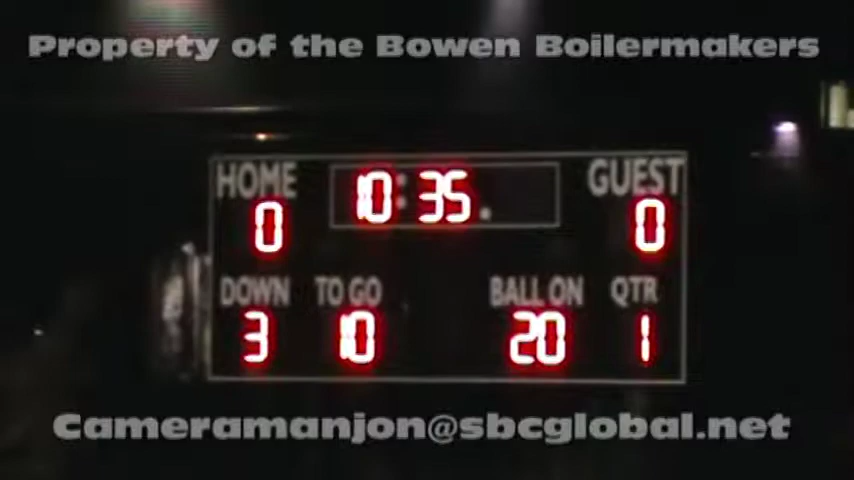 Property of the Bowen Boilermakers
HOME 10:35. GUEST
0 0
DOWN TO GO BALL ON QTR
3 10 20 1
Cameramanjon@sbcglobal.net